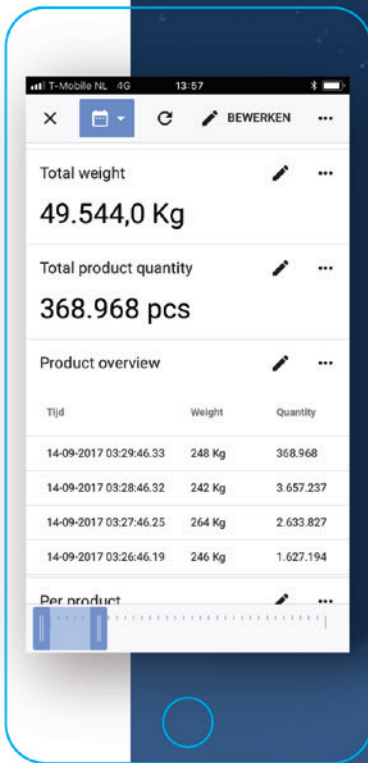 T-Mobile NL 4G 13:57
BEWERKEN
Total weight
49.544,0 Kg
Total product quantity
368.968 pcs
Product overview
Tijd Weight Quantity
14-09-2017 03:29:46.33 248 Kg 368.968
14-09-2017 03:28:46.32 242 Kg 3.657.237
14-09-2017 03:27:46.25 264 Kg 2.633.827
14-09-2017 03:26:46.19 246 Kg 1.627.194
Per product